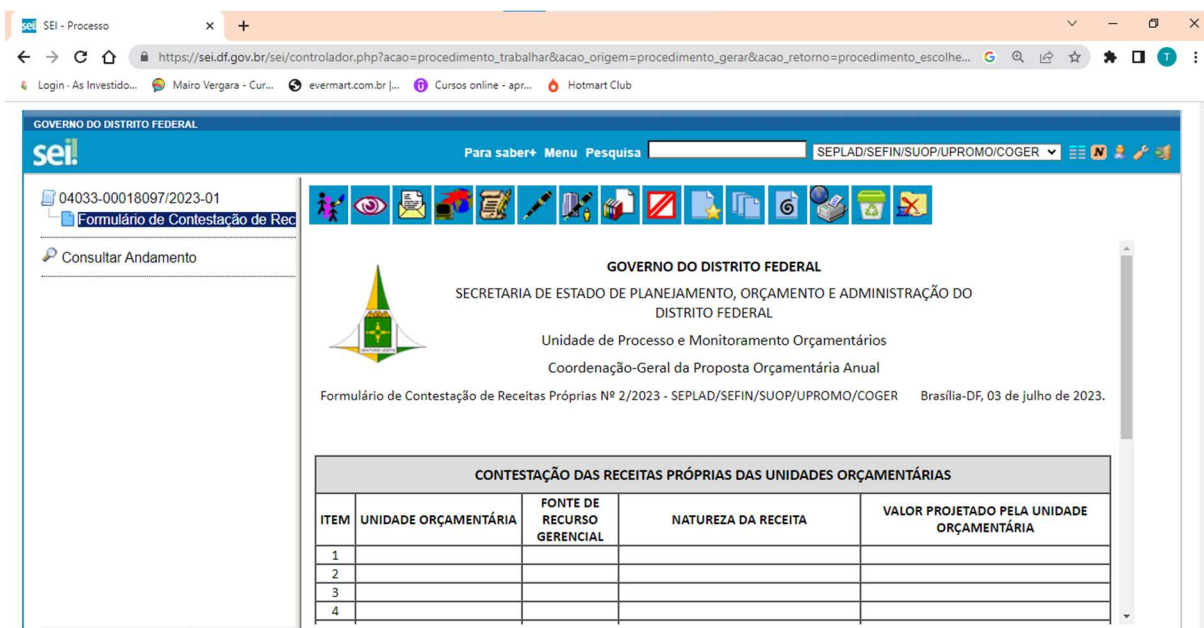 SEI - Processo
https://sei.df.gov.br/sei/controlador.php?acao=procedimento_trabalhar&acao_origem=procedimento_gerar&acao_retorno=procedimento_escolhe...
Login - As Investido... Mairo Vergara - Cur... evermart.com.br |... Cursos online - apr... Hotmart Club
GOVERNO DO DISTRITO FEDERAL
sei!
Para saber+ Menu Pesquisa SEPLAD/SEFIN/SUOP/UPROMO/COGER
04033-00018097/2023-01
Formulário de Contestação de Rec
Consultar Andamento
GOVERNO DO DISTRITO FEDERAL
SECRETARIA DE ESTADO DE PLANEJAMENTO, ORÇAMENTO E ADMINISTRAÇÃO DO
DISTRITO FEDERAL
Unidade de Processo e Monitoramento Orçamentários
Coordenação-Geral da Proposta Orçamentária Anual
Formulário de Contestação de Receitas Próprias Nº 2/2023 - SEPLAD/SEFIN/SUOP/UPROMO/COGER Brasília-DF, 03 de julho de 2023.
CONTESTAÇÃO DAS RECEITAS PRÓPRIAS DAS UNIDADES ORÇAMENTÁRIAS
ITEM UNIDADE ORÇAMENTÁRIA FONTE DE RECURSO GERENCIAL NATUREZA DA RECEITA VALOR PROJETADO PELA UNIDADE ORÇAMENTÁRIA
1
2
3
4